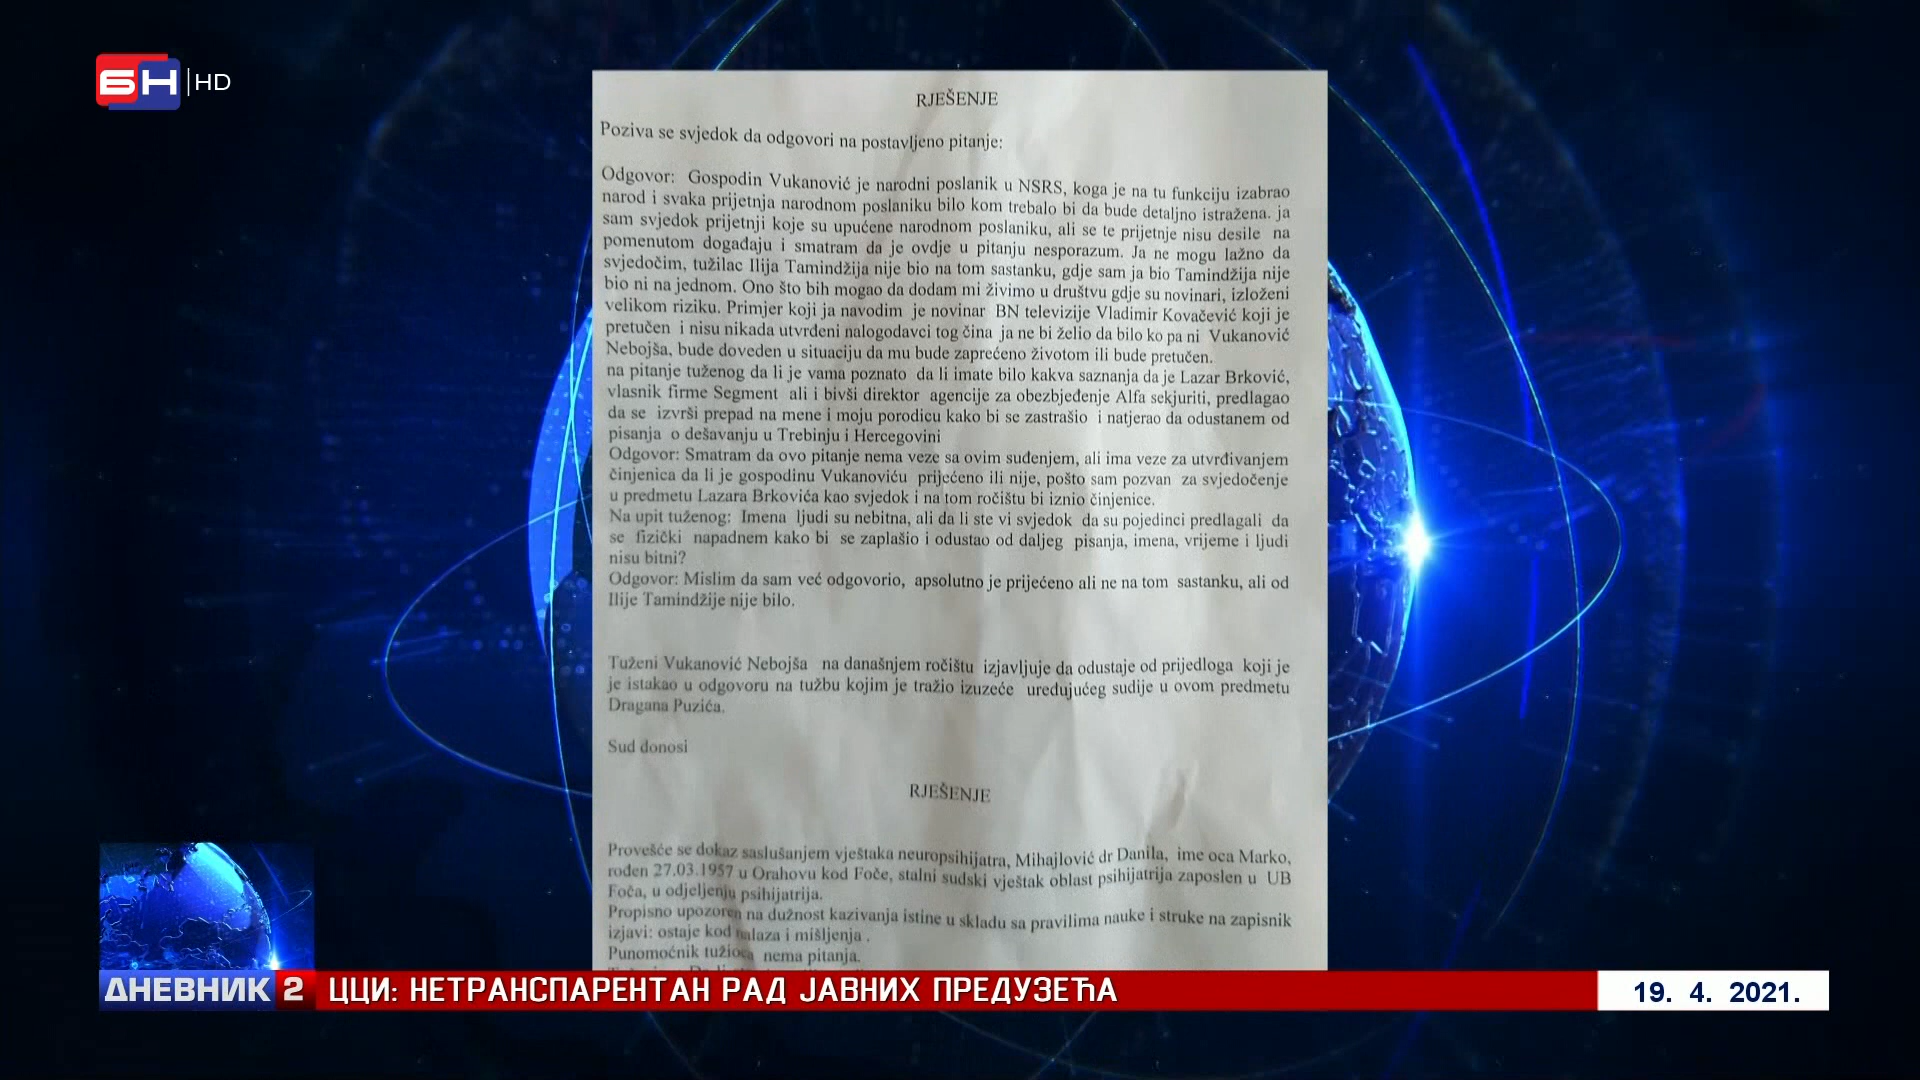 БН HD
RJEŠENJE
Poziva se svjedok da odgovori na postavljeno pitanje:
Odgovor: Gospodin Vukanović je narodni poslanik u NSRS, koga je na tu funkciju izabrao
narod i svaka prijetnja narodnom poslaniku bilo kom trebalo bi da bude detaljno istražena. ja
sam svjedok prijetnji koje su upućene narodnom poslaniku, ali se te prijetnje nisu desile na
pomenutom događaju i smatram da je ovdje u pitanju nesporazum. Ja ne mogu lažno da
svjedočim, tužilac Ilija Tamindžija nije bio na tom sastanku, gdje sam ja bio Tamindžija nije
bio ni na jednom. Ono što bih mogao da dodam mi živimo u društvu gdje su novinari, izloženi
velikom riziku. Primjer koji ja navodim je novinar BN televizije Vladimir Kovačević koji je
pretučen i nisu nikada utvrđeni nalogodavci tog čina ja ne bi želio da bilo ko pa ni Vukanović
Nebojša, bude doveden u situaciju da mu bude zaprećeno životom ili bude pretučen.
na pitanje tuženog da li je vama poznato da li imate bilo kakva saznanja da je Lazar Brković,
vlasnik firme Segment ali i bivši direktor agencije za obezbjeđenje Alfa sekjuriti, predlagao
da se izvrši prepad na mene i moju porodicu kako bi se zastrašio i natjerao da odustanem od
pisanja o dešavanju u Trebinju i Hercegovini
Odgovor: Smatram da ovo pitanje nema veze sa ovim suđenjem, ali ima veze za utvrđivanjem
činjenica da li je gospodinu Vukanoviću prijećeno ili nije, pošto sam pozvan za svjedočenje
u predmetu Lazara Brkovića kao svjedok i na tom ročištu bi iznio činjenice.
Na upit tuženog: Imena ljudi su nebitna, ali da li ste vi svjedok da su pojedinci predlagali da
se fizički napadnem kako bi se zaplašio i odustao od daljeg pisanja, imena, vrijeme i ljudi
nisu bitni?
Odgovor: Mislim da sam već odgovorio, apsolutno je prijećeno ali ne na tom sastanku, ali od
Ilije Tamindžije nije bilo.
Tuženi Vukanović Nebojša na današnjem ročištu izjavljuje da odustaje od prijedloga koji je
je istakao u odgovoru na tužbu kojim je tražio izuzeće uređujućeg sudije u ovom predmetu
Dragana Puzića.
Sud donosi
RJEŠENJE
Provešće se dokaz saslušanjem vještaka neuropsihijatra, Mihajlović dr Danila, ime oca Marko,
rođen 27.03.1957 u Orahovu kod Foče, stalni sudski vještak oblast psihijatrija zaposlen u UB
Foča, u odjeljenju psihijatrija.
Propisno upozoren na dužnost kazivanja istine u skladu sa pravilima nauke i struke na zapisnik
izjavi: ostaje kod nalaza i mišljenja .
Punomoćnik tužioca nema pitanja.
ДНЕВНИК 2 ЦЦИ: НЕТРАНСПАРЕНТАН РАД ЈАВНИХ ПРЕДУЗЕЋА 19. 4. 2021.